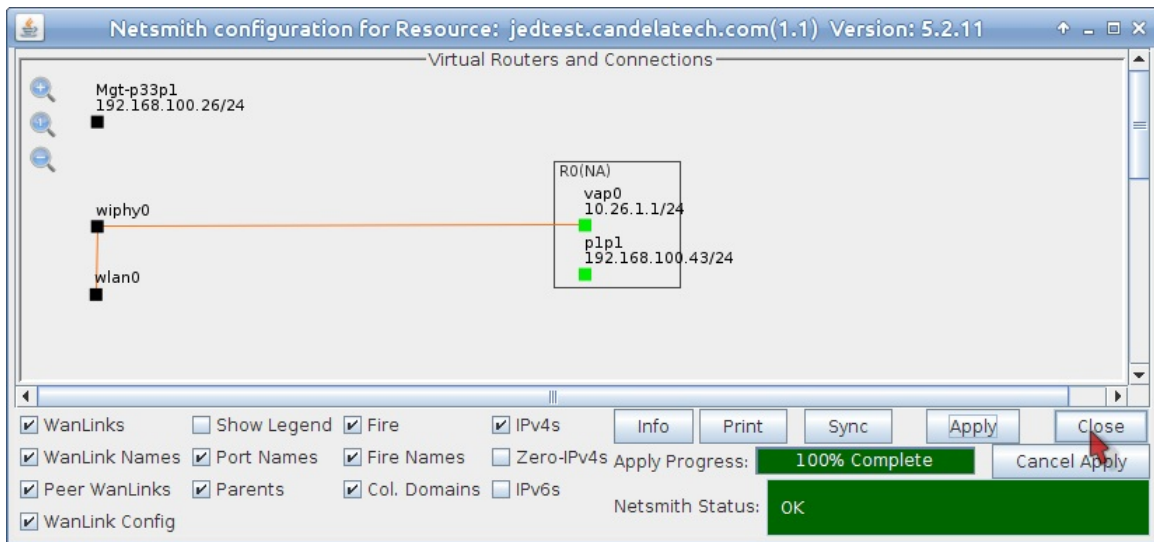 Netsmith configuration for Resource: jedtest.candelatech.com(1.1) Version: 5.2.11
Virtual Routers and Connections
Mgt-p33p1
192.168.100.26/24
R0(NA)
vap0
10.26.1.1/24
wiphy0
p1p1
192.168.100.43/24
wlan0
WanLinks Show Legend Fire IPv4s Info Print Sync Apply Close
WanLink Names Port Names Fire Names Zero-IPv4s Apply Progress: 100% Complete Cancel Apply
Peer WanLinks Parents Col. Domains IPv6s
Netsmith Status: OK
WanLink Config